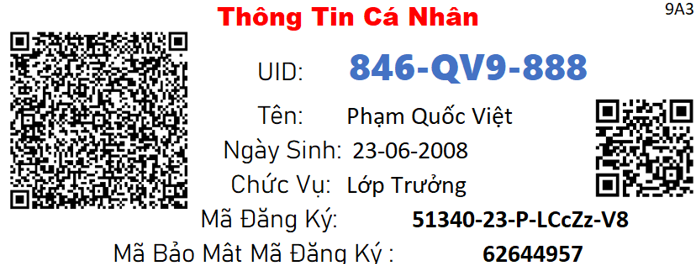 9A3
Thông Tin Cá Nhân
UID: 846-QV9-888
Tên: Phạm Quốc Việt
Ngày Sinh: 23-06-2008
Chức Vụ: Lớp Trưởng
Mã Đăng Ký: 51340-23-P-LCcZz-V8
Mã Bảo Mật Mã Đăng Ký : 62644957